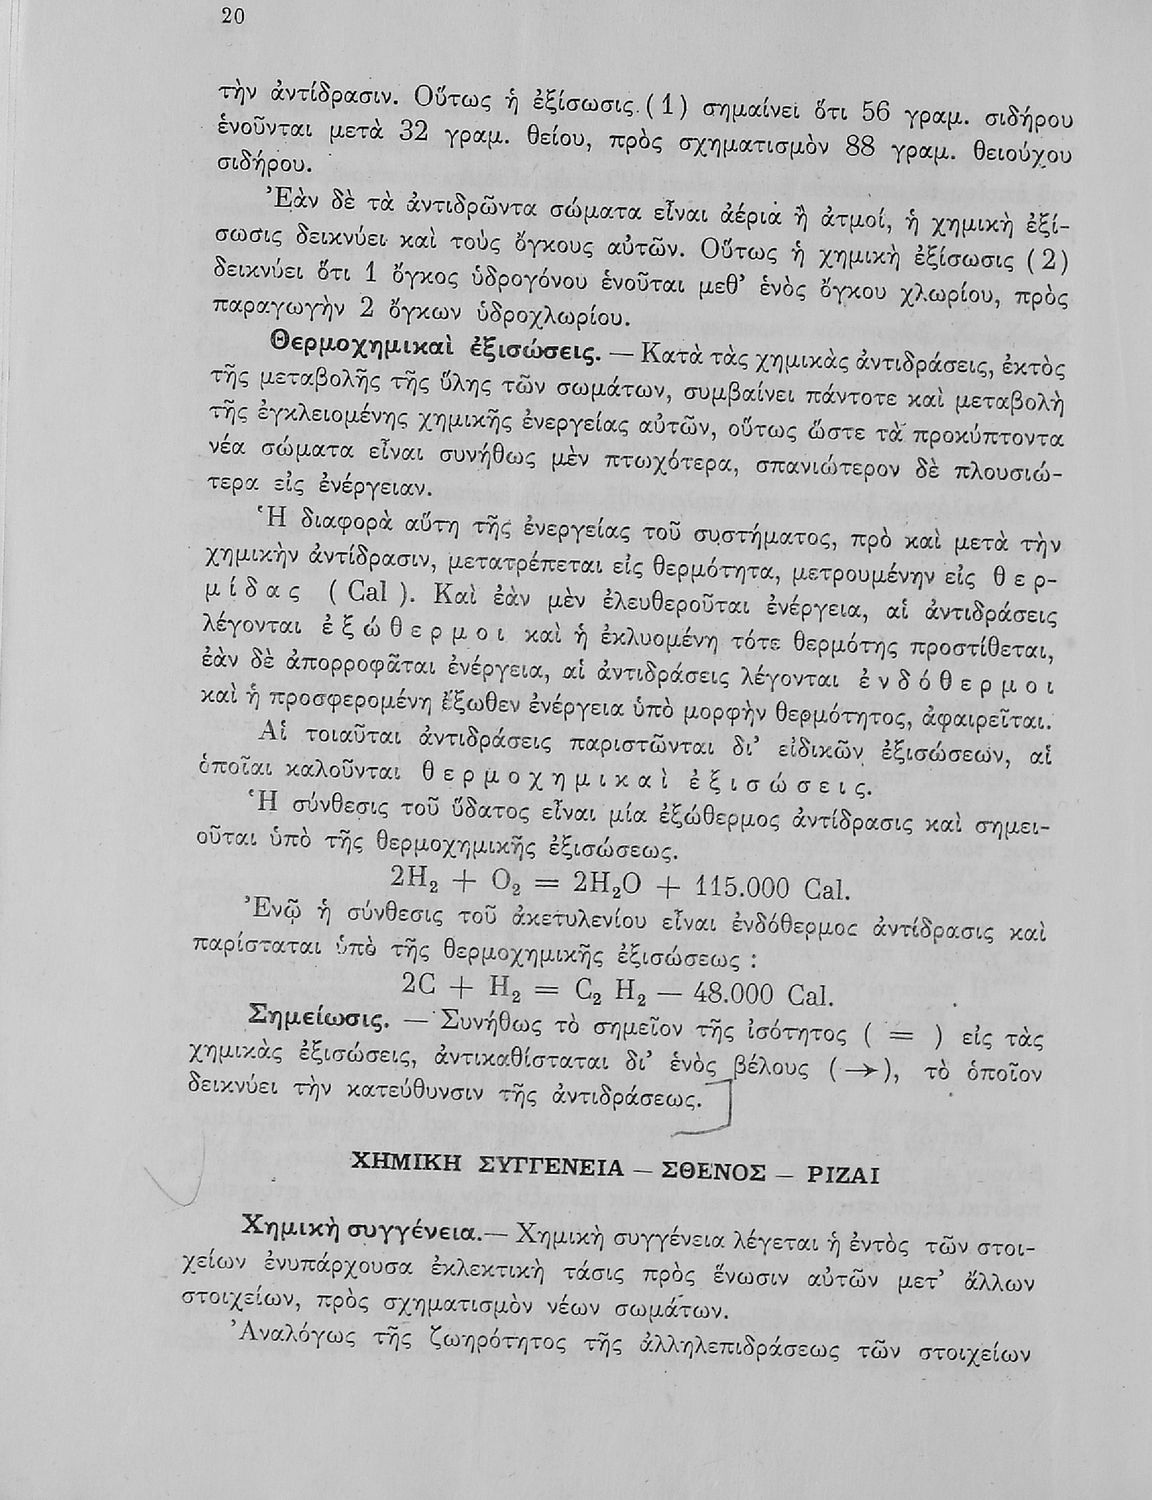 20
τὴν ἀντίδρασιν. Οὕτως ἡ ἐξίσωσις (1) σημαίνει ὅτι 56 γραμ. σιδήρου
ἑνοῦνται μετὰ 32 γραμ. θείου, πρὸς σχηματισμὸν 88 γραμ. θειούχου
σιδήρου.
Ἐὰν δὲ τὰ ἀντιδρῶντα σώματα εἶναι ἀέρια ἢ ἀτμοί, ἡ χημικὴ ἐξί-
σωσις δεικνύει καὶ τοὺς ὄγκους αὐτῶν. Οὕτως ἡ χημικὴ ἐξίσωσις (2)
δεικνύει ὅτι 1 ὄγκος ὑδρογόνου ἑνοῦται μεθ' ἑνὸς ὄγκου χλωρίου, πρὸς
παραγωγὴν 2 ὄγκων ὑδροχλωρίου.
Θερμοχημικαὶ ἐξισώσεις. — Κατὰ τὰς χημικὰς ἀντιδράσεις, ἐκτὸς
τῆς μεταβολῆς τῆς ὕλης τῶν σωμάτων, συμβαίνει πάντοτε καὶ μεταβολὴ
τῆς ἐγκλειομένης χημικῆς ἐνεργείας αὐτῶν, οὕτως ὥστε τὰ προκύπτοντα
νέα σώματα εἶναι συνήθως μὲν πτωχότερα, σπανιώτερον δὲ πλουσιώ-
τερα εἰς ἐνέργειαν.
Ἡ διαφορὰ αὕτη τῆς ἐνεργείας τοῦ συστήματος, πρὸ καὶ μετὰ τὴν
χημικὴν ἀντίδρασιν, μετατρέπεται εἰς θερμότητα, μετρουμένην εἰς θερ-
μίδας (Cal). Καὶ ἐὰν μὲν ἐλευθεροῦται ἐνέργεια, αἱ ἀντιδράσεις
λέγονται ἐξώθερμοι καὶ ἡ ἐκλυομένη τότε θερμότης προστίθεται,
ἐὰν δὲ ἀπορροφᾶται ἐνέργεια, αἱ ἀντιδράσεις λέγονται ἐνδόθερμοι
καὶ ἡ προσφερομένη ἔξωθεν ἐνέργεια ὑπὸ μορφὴν θερμότητος, ἀφαιρεῖται.
Αἱ τοιαῦται ἀντιδράσεις παριστῶνται δι' εἰδικῶν ἐξισώσεων, αἱ
ὁποῖαι καλοῦνται θερμοχημικαὶ ἐξισώσεις.
Ἡ σύνθεσις τοῦ ὕδατος εἶναι μία ἐξώθερμος ἀντίδρασις καὶ σημει-
οῦται ὑπὸ τῆς θερμοχημικῆς ἐξισώσεως.
2H₂ + O₂ = 2H₂O + 115.000 Cal.
Ἐνῷ ἡ σύνθεσις τοῦ ἀκετυλενίου εἶναι ἐνδόθερμος ἀντίδρασις καὶ
παρίσταται ὑπὸ τῆς θερμοχημικῆς ἐξισώσεως :
2C + H₂ = C₂ H₂ — 48.000 Cal.
Σημείωσις. — Συνήθως τὸ σημεῖον τῆς ἰσότητος ( = ) εἰς τὰς
χημικὰς ἐξισώσεις, ἀντικαθίσταται δι' ἑνὸς βέλους (→), τὸ ὁποῖον
δεικνύει τὴν κατεύθυνσιν τῆς ἀντιδράσεως.
ΧΗΜΙΚΗ ΣΥΓΓΕΝΕΙΑ — ΣΘΕΝΟΣ — ΡΙΖΑΙ
Χημικὴ συγγένεια.— Χημικὴ συγγένεια λέγεται ἡ ἐντὸς τῶν στοι-
χείων ἐνυπάρχουσα ἐκλεκτικὴ τάσις πρὸς ἕνωσιν αὐτῶν μετ' ἄλλων
στοιχείων, πρὸς σχηματισμὸν νέων σωμάτων.
Ἀναλόγως τῆς ζωηρότητος τῆς ἀλληλεπιδράσεως τῶν στοιχείων